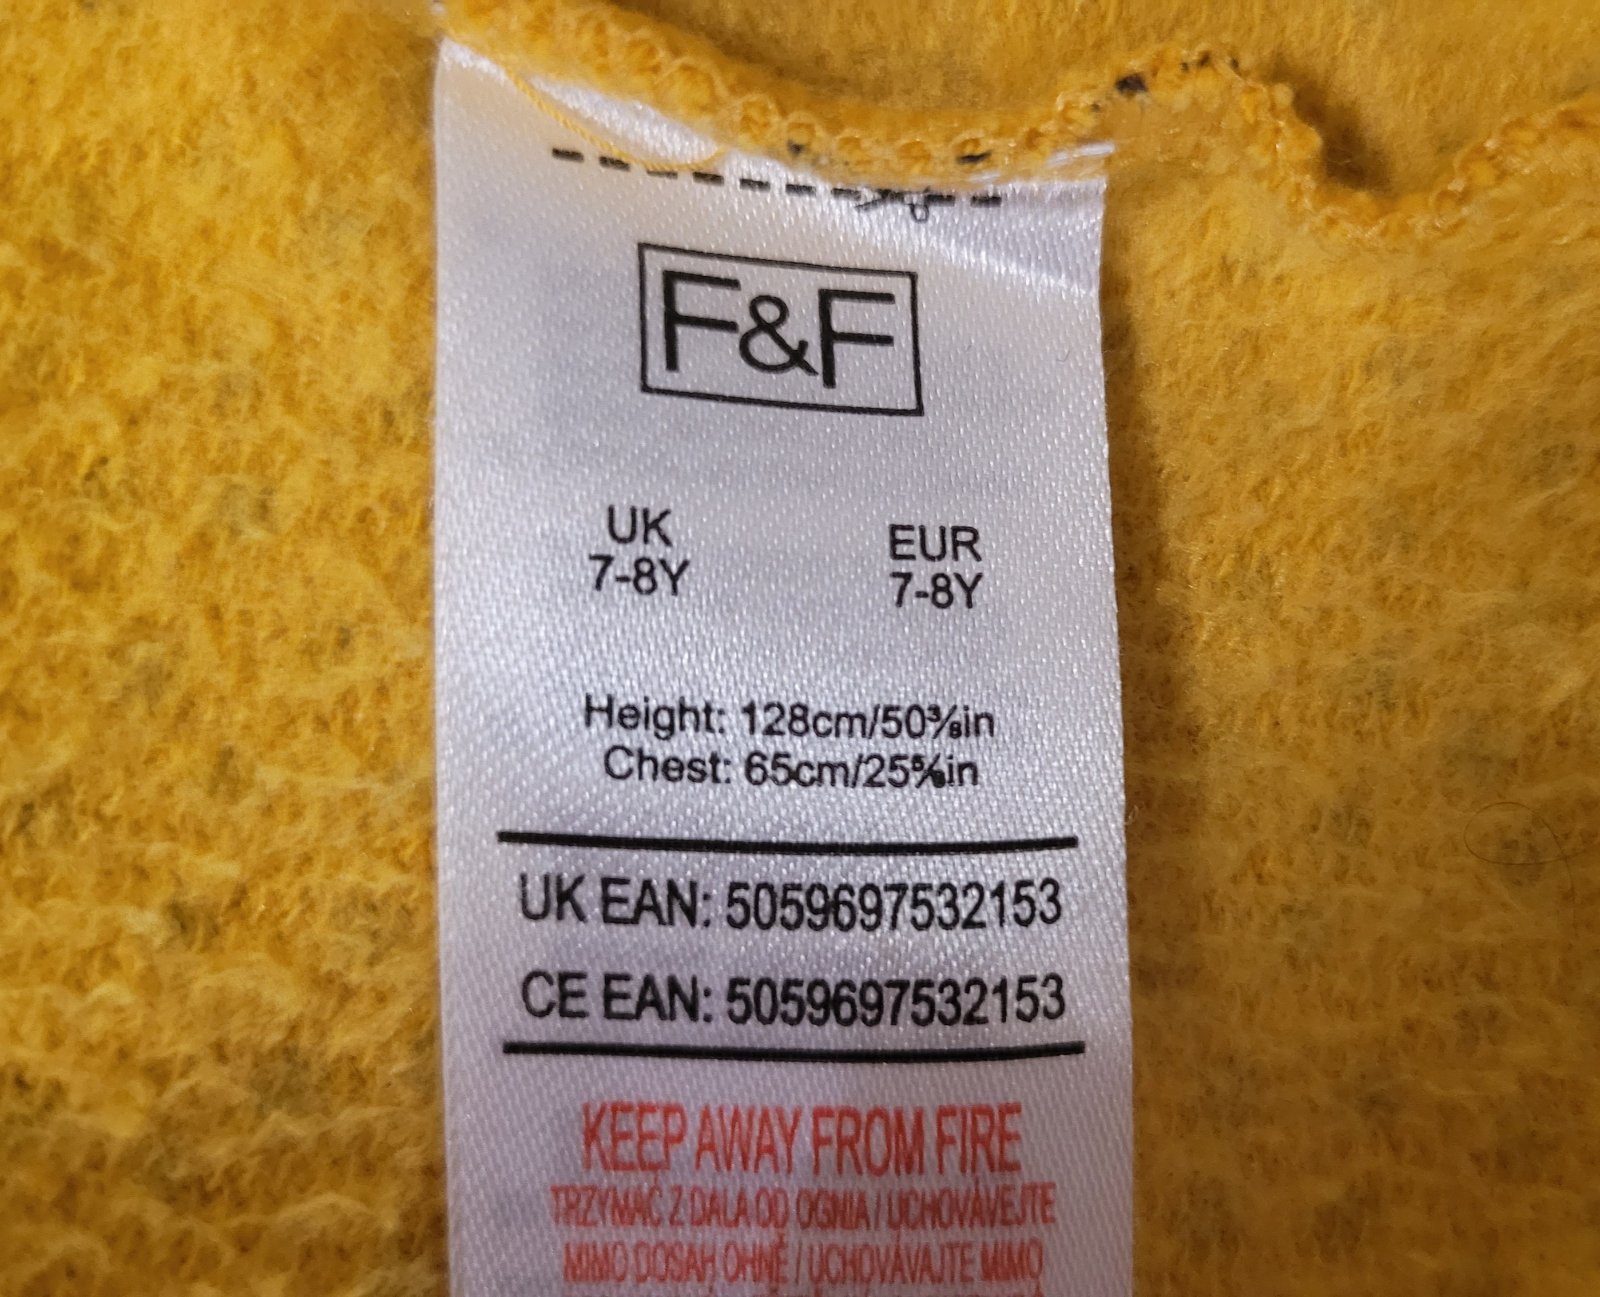 F&F
UK EUR
7-8Y 7-8Y
Height: 128cm/50⅜in
Chest: 65cm/25⅝in
UK EAN: 5059697532153
CE EAN: 5059697532153
KEEP AWAY FROM FIRE
TRZYMAĆ Z DALA OD OGNIA / UCHOVÁVEJTE
MIMO DOSAH OHNĚ / UCHOVÁVAJTE MIMO